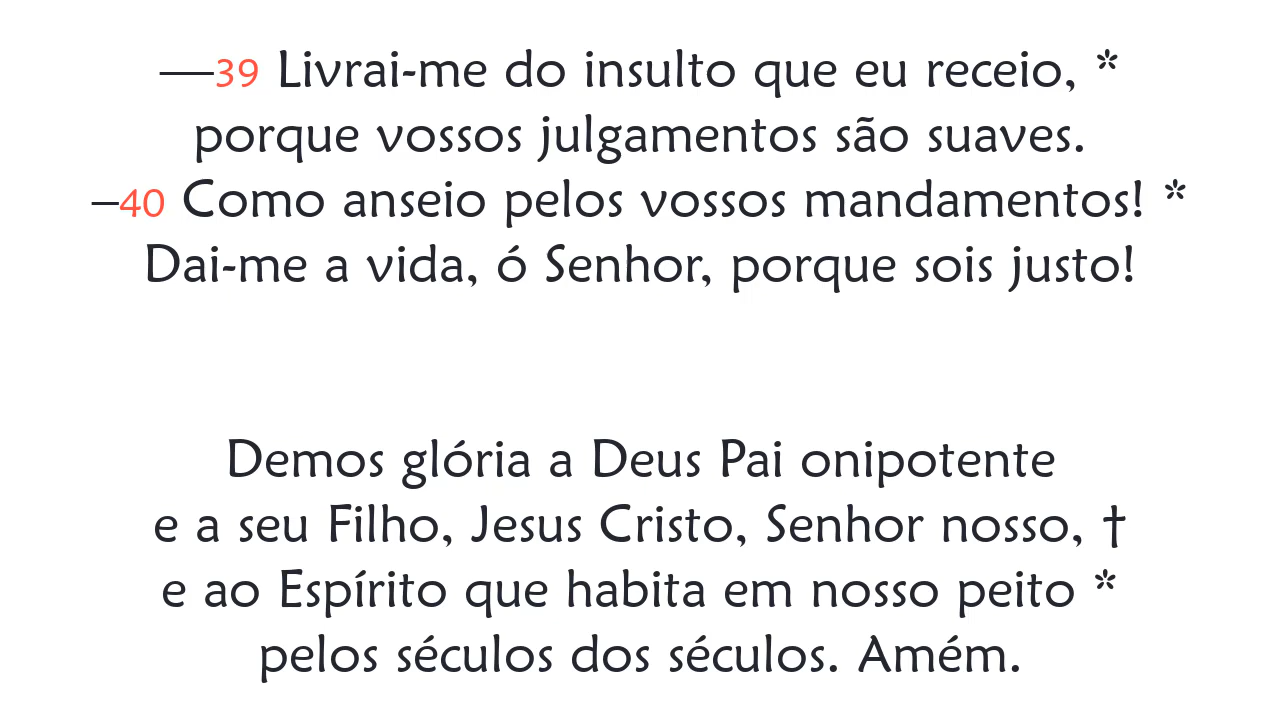 —39 Livrai-me do insulto que eu receio, *
porque vossos julgamentos são suaves.
–40 Como anseio pelos vossos mandamentos! *
Dai-me a vida, ó Senhor, porque sois justo!
Demos glória a Deus Pai onipotente
e a seu Filho, Jesus Cristo, Senhor nosso, †
e ao Espírito que habita em nosso peito *
pelos séculos dos séculos. Amém.